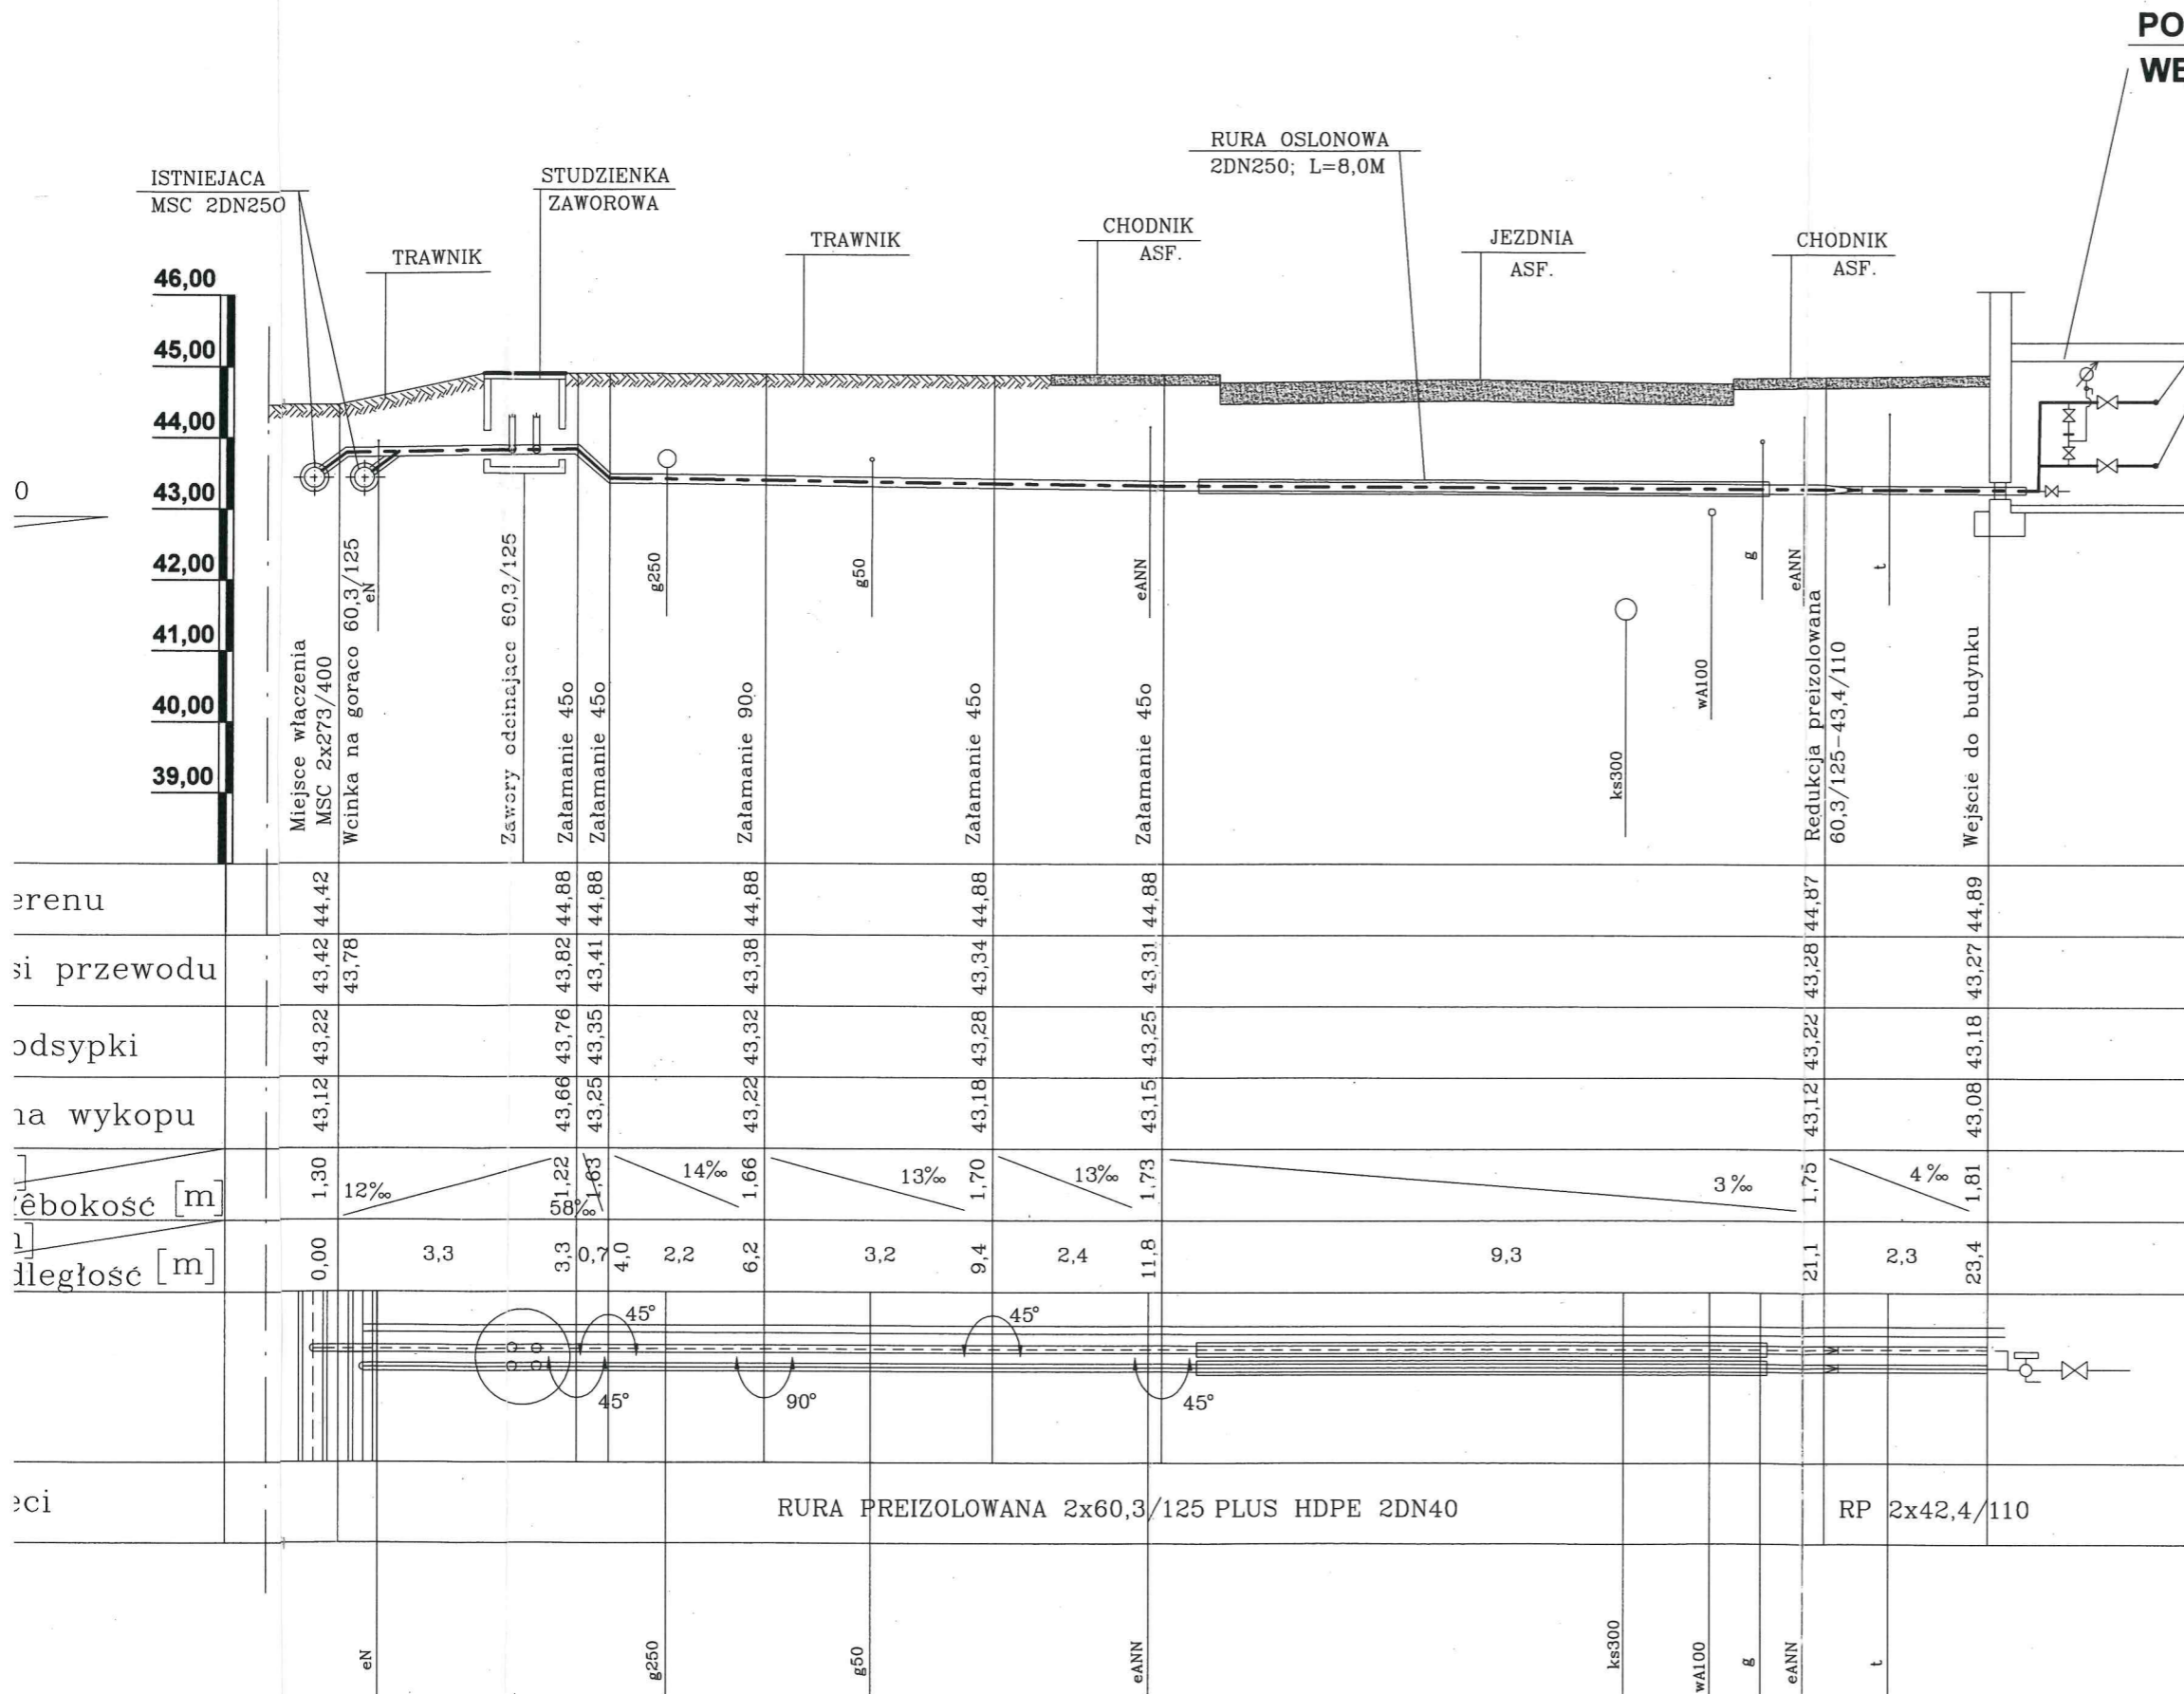 PO
WE
RURA OSLONOWA
2DN250; L=8,0M
ISTNIEJACA
MSC 2DN250
STUDZIENKA
ZAWOROWA
TRAWNIK
TRAWNIK
CHODNIK
ASF.
JEZDNIA
ASF.
CHODNIK
ASF.
46,00
45,00
44,00
43,00
42,00
41,00
40,00
39,00
0
Miejsce włączenia
MSC 2x273/400
Wcinka na gorąco 60,3/125
eN
Zawory odcinające 60,3/125
Załamanie 45o
Załamanie 45o
g250
Załamanie 90o
g50
Załamanie 45o
eANN
Załamanie 45o
ks300
wA100
g
eANN
Redukcja preizolowana
60,3/125-43,4/110
t
Wejście do budynku
erenu
44,42
44,88
44,88
44,88
44,88
44,88
44,87
44,89
si przewodu
43,42
43,78
43,82
43,41
43,38
43,34
43,31
43,28
43,27
odsypki
43,22
43,76
43,35
43,32
43,28
43,25
43,22
43,18
na wykopu
43,12
43,66
43,25
43,22
43,18
43,15
43,12
43,08
]
łêbokość [m]
1,30
12‰
51,22
58‰
1,63
14‰
1,66
13‰
1,70
13‰
1,73
3‰
1,75
4‰
1,81
]
dległość [m]
0,00
3,3
3,3
0,7
4,0
2,2
6,2
3,2
9,4
2,4
11,8
9,3
21,1
2,3
23,4
45°
45°
45°
90°
45°
eci
RURA PREIZOLOWANA 2x60,3/125 PLUS HDPE 2DN40
RP 2x42,4/110
eN
g250
g50
eANN
ks300
wA100
g
eANN
t